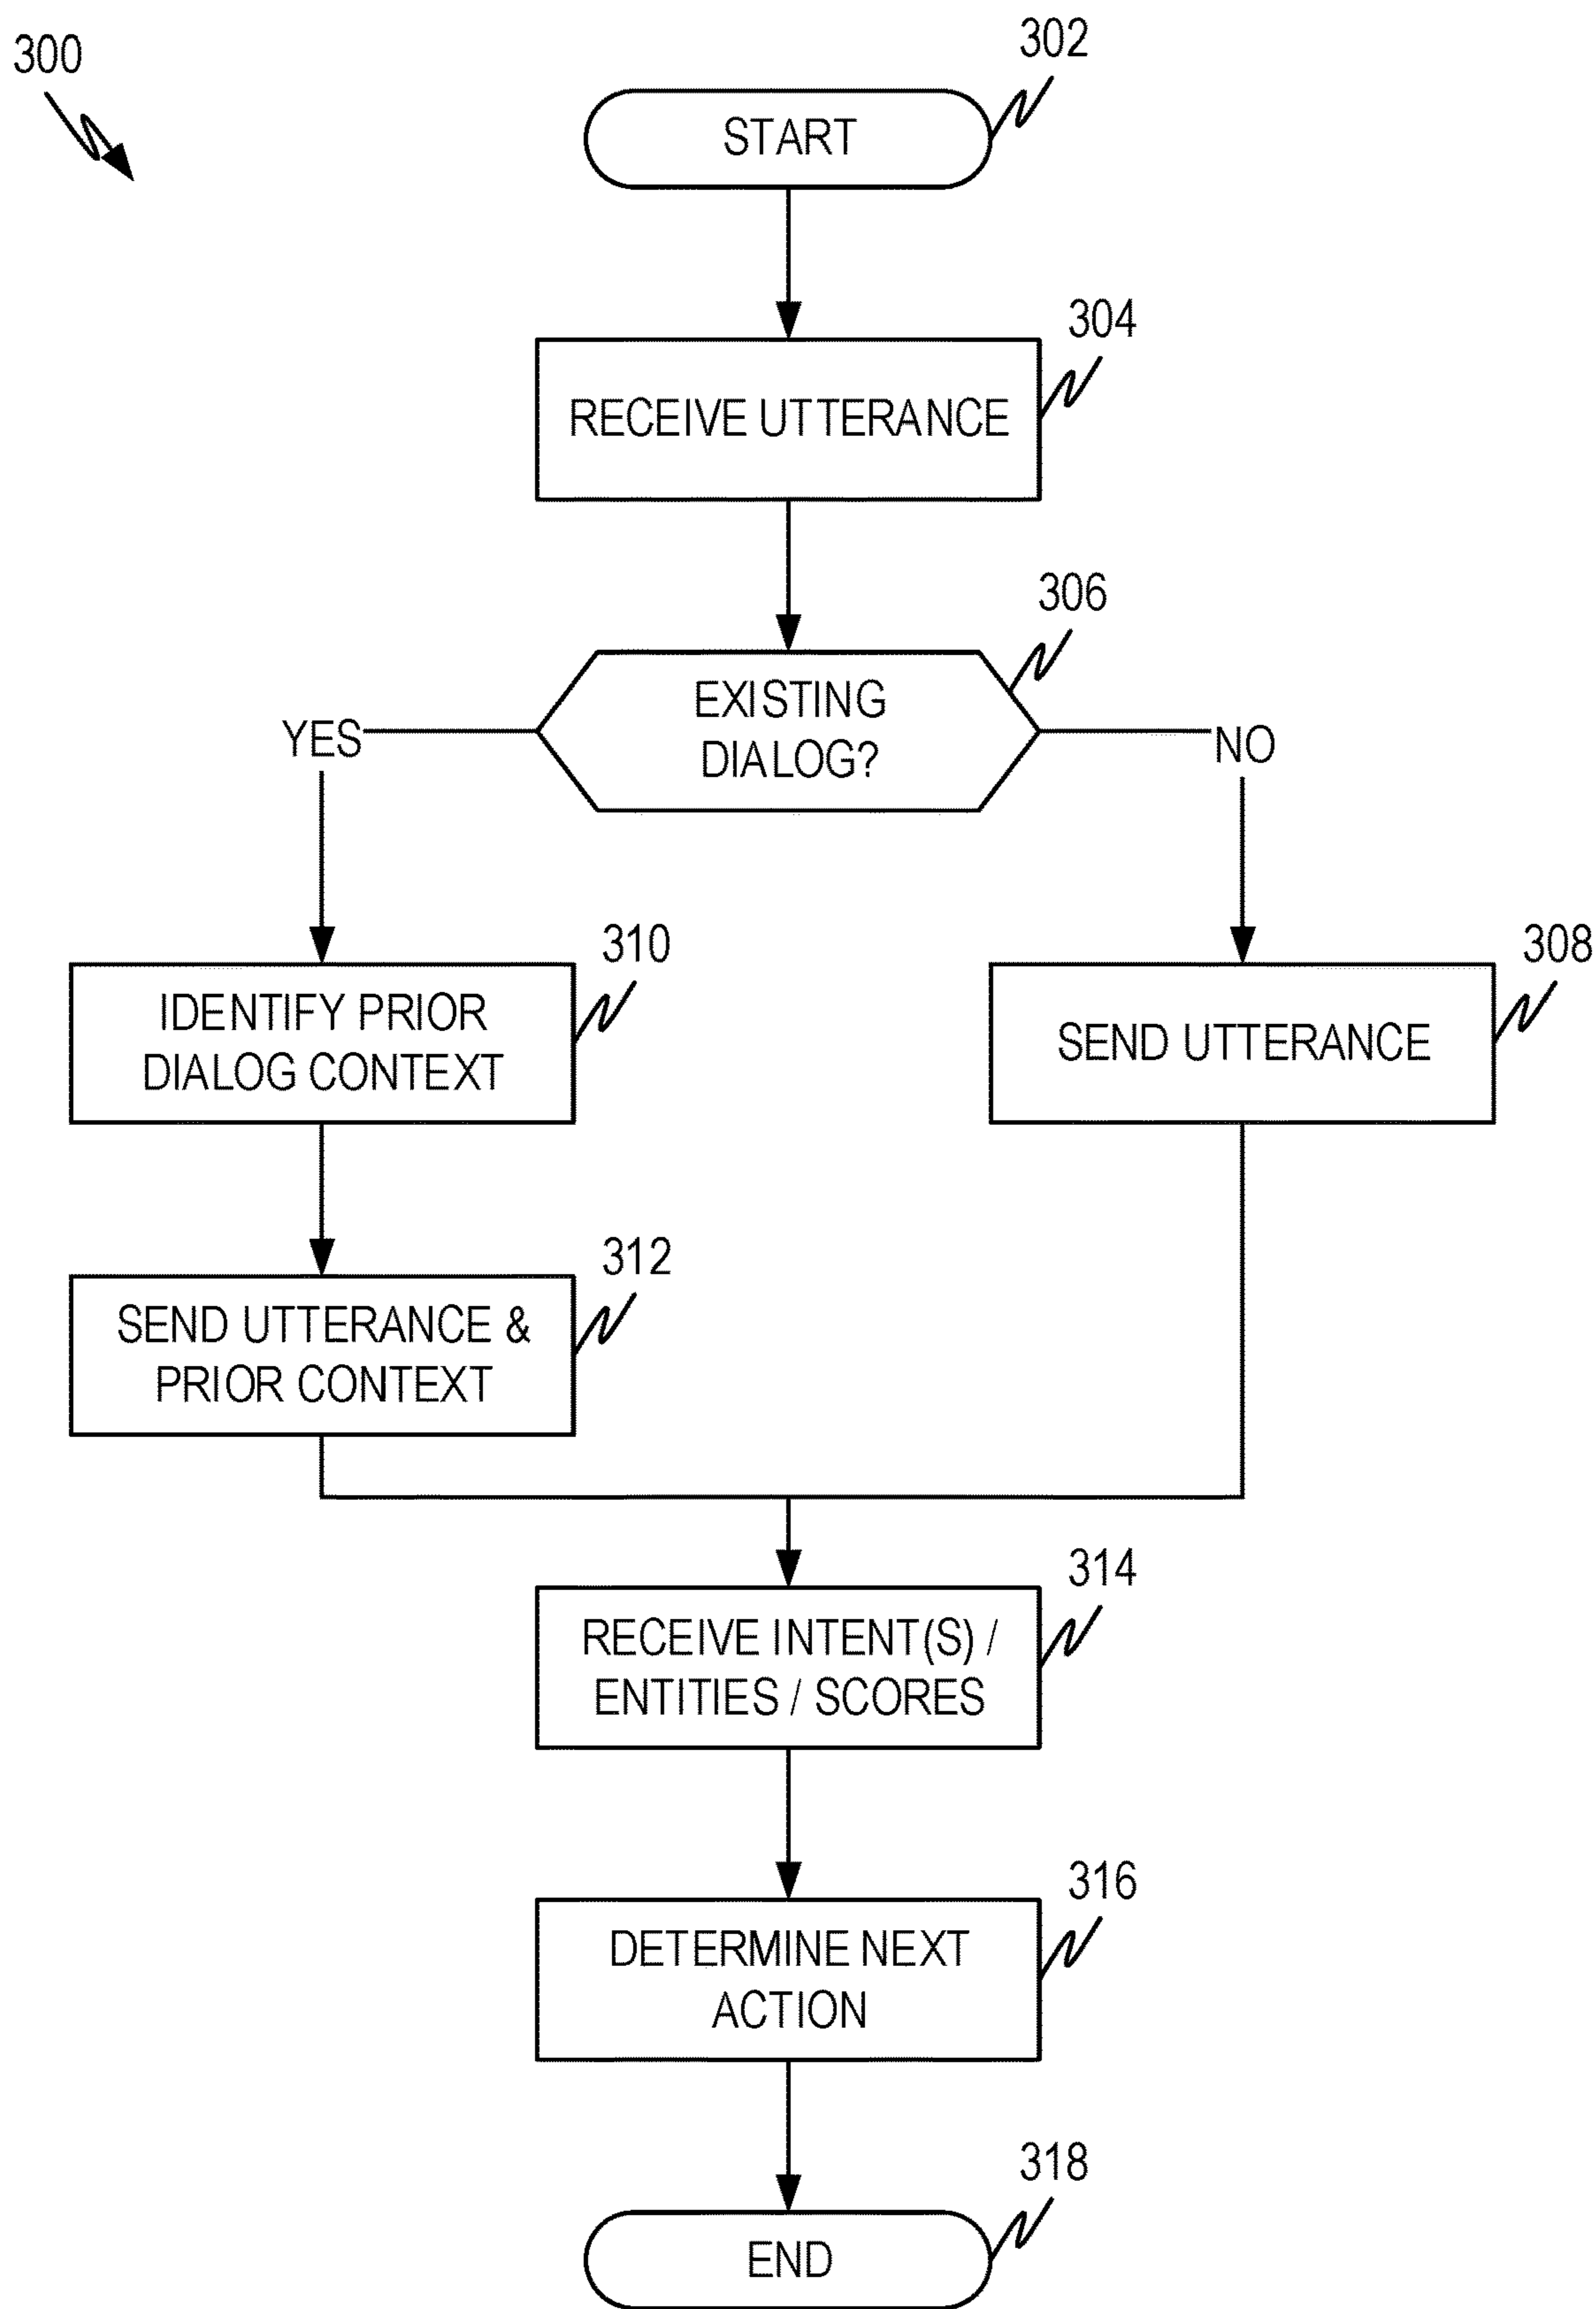 300
302
START
304
RECEIVE UTTERANCE
306
EXISTING
DIALOG?
YES
NO
310
308
IDENTIFY PRIOR
DIALOG CONTEXT
SEND UTTERANCE
312
SEND UTTERANCE &
PRIOR CONTEXT
314
RECEIVE INTENT(S) /
ENTITIES / SCORES
316
DETERMINE NEXT
ACTION
318
END